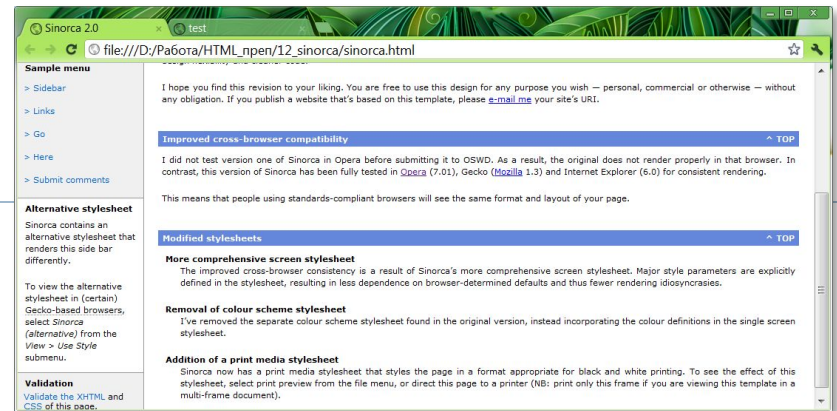 Sinorca 2.0
test
file:///D:/Работа/HTML_преп/12_sinorca/sinorca.html
Sample menu
> Sidebar
> Links
> Go
> Here
> Submit comments
Alternative stylesheet
Sinorca contains an
alternative stylesheet that
renders this side bar
differently.
To view the alternative
stylesheet in (certain)
Gecko-based browsers,
select Sinorca
(alternative) from the
View > Use Style
submenu.
Validation
Validate the XHTML and
CSS of this page.
design flexibility and cleaner code.
I hope you find this revision to your liking. You are free to use this design for any purpose you wish — personal, commercial or otherwise — without
any obligation. If you publish a website that's based on this template, please e-mail me your site's URI.
Improved cross-browser compatibility ^ TOP
I did not test version one of Sinorca in Opera before submitting it to OSWD. As a result, the original does not render properly in that browser. In
contrast, this version of Sinorca has been fully tested in Opera (7.01), Gecko (Mozilla 1.3) and Internet Explorer (6.0) for consistent rendering.
This means that people using standards-compliant browsers will see the same format and layout of your page.
Modified stylesheets ^ TOP
More comprehensive screen stylesheet
The improved cross-browser consistency is a result of Sinorca's more comprehensive screen stylesheet. Major style parameters are explicitly
defined in the stylesheet, resulting in less dependence on browser-determined defaults and thus fewer rendering idiosyncrasies.
Removal of colour scheme stylesheet
I've removed the separate colour scheme stylesheet found in the original version, instead incorporating the colour definitions in the single screen
stylesheet.
Addition of a print media stylesheet
Sinorca now has a print media stylesheet that styles the page in a format appropriate for black and white printing. To see the effect of this
stylesheet, select print preview from the file menu, or direct this page to a printer (NB: print only this frame if you are viewing this template in a
multi-frame document).